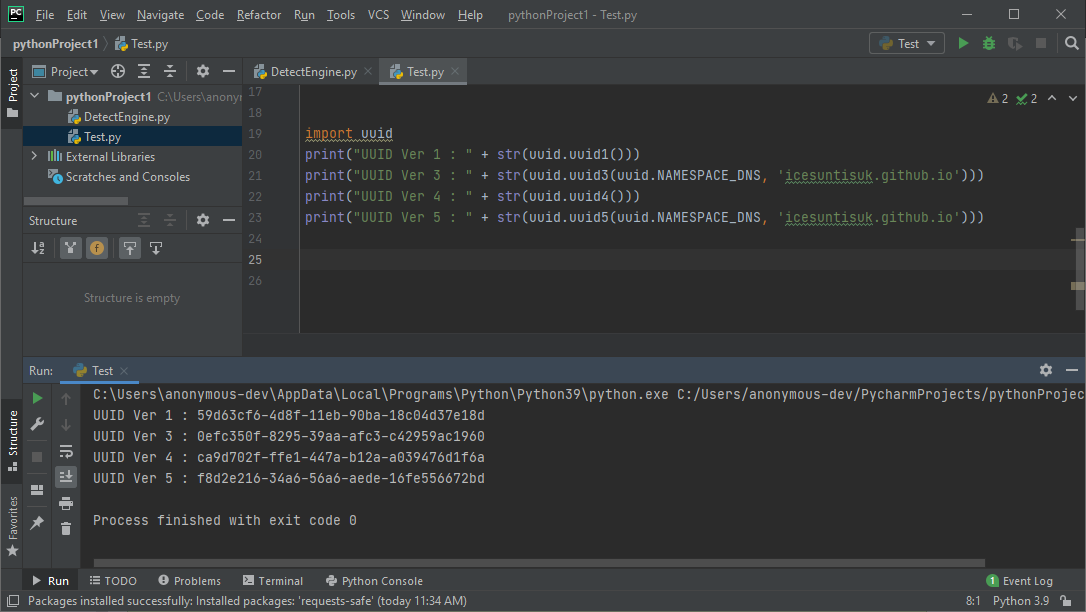 PC File Edit View Navigate Code Refactor Run Tools VCS Window Help pythonProject1 - Test.py
pythonProject1 Test.py Test
Project
Project
DetectEngine.py
Test.py
pythonProject1 C:\Users\anonyr
DetectEngine.py
Test.py
External Libraries
Scratches and Consoles
Structure
Structure is empty
2 2
17
18
19 import uuid
20 print("UUID Ver 1 : " + str(uuid.uuid1()))
21 print("UUID Ver 3 : " + str(uuid.uuid3(uuid.NAMESPACE_DNS, 'icesuntisuk.github.io')))
22 print("UUID Ver 4 : " + str(uuid.uuid4()))
23 print("UUID Ver 5 : " + str(uuid.uuid5(uuid.NAMESPACE_DNS, 'icesuntisuk.github.io')))
24
25
26
Run: Test
C:\Users\anonymous-dev\AppData\Local\Programs\Python\Python39\python.exe C:/Users/anonymous-dev/PycharmProjects/pythonProjec
UUID Ver 1 : 59d63cf6-4d8f-11eb-90ba-18c04d37e18d
UUID Ver 3 : 0efc350f-8295-39aa-afc3-c42959ac1960
UUID Ver 4 : ca9d702f-ffe1-447a-b12a-a039476d1f6a
UUID Ver 5 : f8d2e216-34a6-56a6-aede-16fe556672bd
Process finished with exit code 0
Structure
Favorites
Run TODO Problems Terminal Python Console 1 Event Log
Packages installed successfully: Installed packages: 'requests-safe' (today 11:34 AM) 8:1 Python 3.9